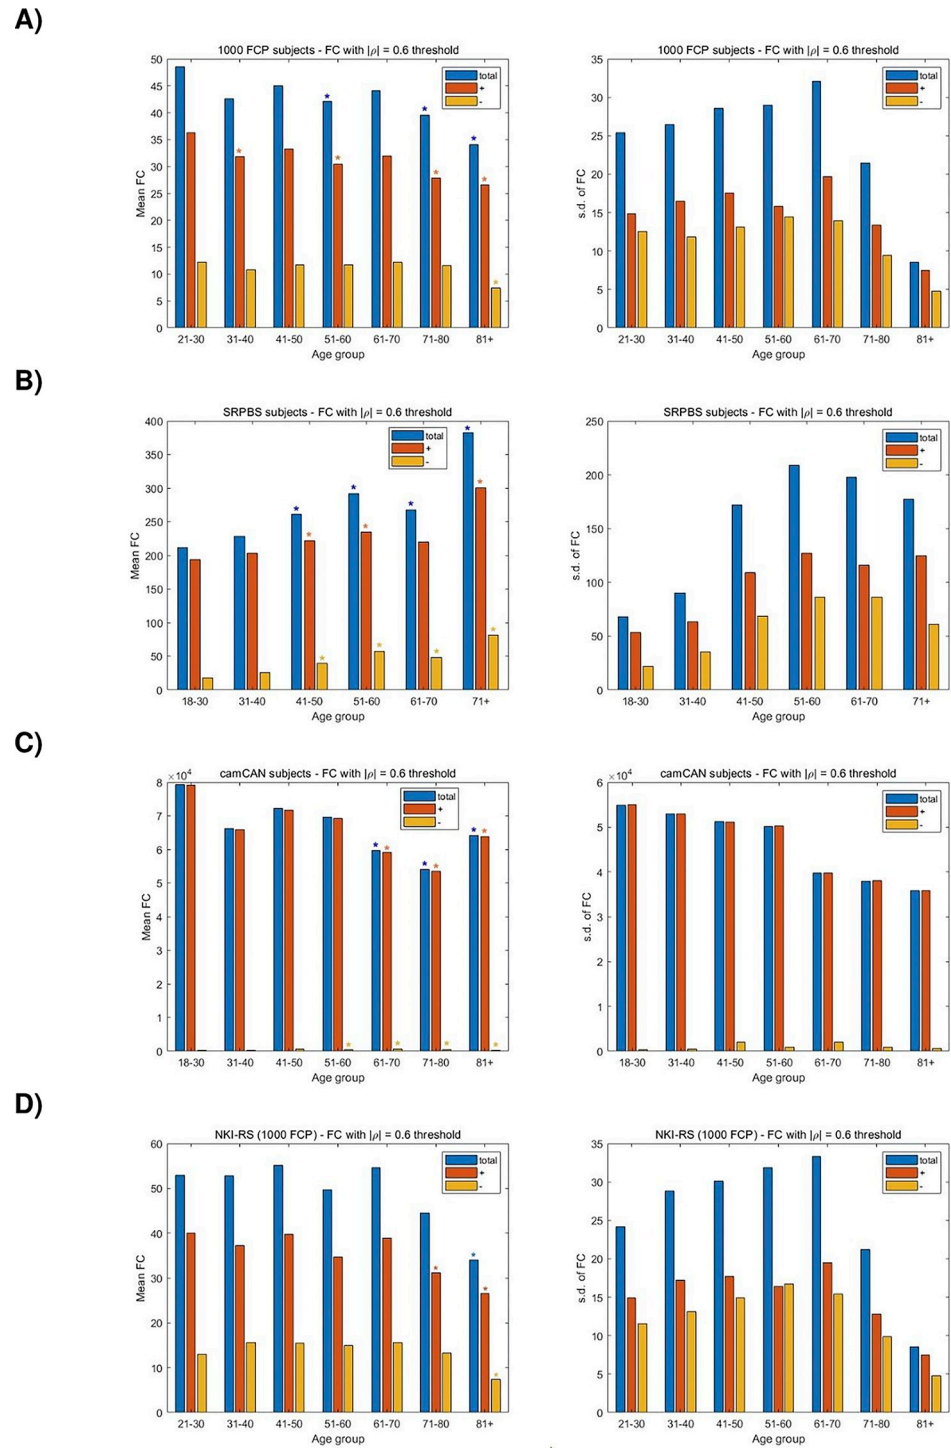 A)
1000 FCP subjects - FC with |ρ| = 0.6 threshold
total
+
-
50
45
40
35
30
25
20
15
10
5
0
Mean FC
21-30 31-40 41-50 51-60 61-70 71-80 81+
Age group
1000 FCP subjects - FC with |ρ| = 0.6 threshold
total
+
-
35
30
25
20
15
10
5
0
s.d. of FC
21-30 31-40 41-50 51-60 61-70 71-80 81+
Age group
B)
SRPBS subjects - FC with |ρ| = 0.6 threshold
total
+
-
400
350
300
250
200
150
100
50
0
Mean FC
18-30 31-40 41-50 51-60 61-70 71+
Age group
SRPBS subjects - FC with |ρ| = 0.6 threshold
total
+
-
250
200
150
100
50
0
s.d. of FC
18-30 31-40 41-50 51-60 61-70 71+
Age group
C)
×10⁴
camCAN subjects - FC with |ρ| = 0.6 threshold
total
+
-
8
7
6
5
4
3
2
1
0
Mean FC
18-30 31-40 41-50 51-60 61-70 71-80 81+
Age group
×10⁴
camCAN subjects - FC with |ρ| = 0.6 threshold
total
+
-
6
5
4
3
2
1
0
s.d. of FC
18-30 31-40 41-50 51-60 61-70 71-80 81+
Age group
D)
NKI-RS (1000 FCP) - FC with |ρ| = 0.6 threshold
total
+
-
60
50
40
30
20
10
0
Mean FC
21-30 31-40 41-50 51-60 61-70 71-80 81+
Age group
NKI-RS (1000 FCP) - FC with |ρ| = 0.6 threshold
total
+
-
35
30
25
20
15
10
5
0
s.d. of FC
21-30 31-40 41-50 51-60 61-70 71-80 81+
Age group